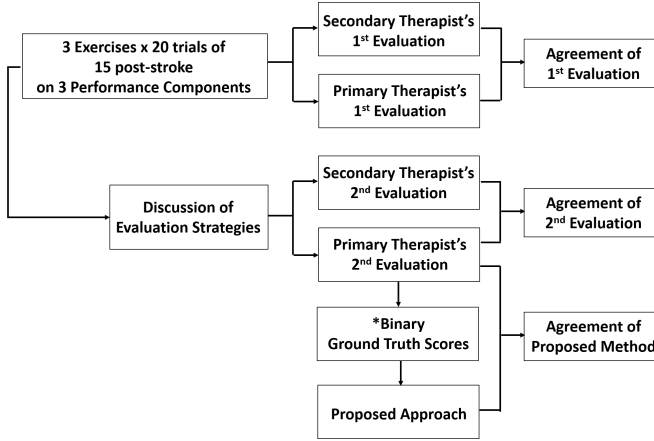 3 Exercises x 20 trials of
15 post-stroke
on 3 Performance Components
Secondary Therapist's
1st Evaluation
Primary Therapist's
1st Evaluation
Agreement of
1st Evaluation
Discussion of
Evaluation Strategies
Secondary Therapist's
2nd Evaluation
Primary Therapist's
2nd Evaluation
Agreement of
2nd Evaluation
*Binary
Ground Truth Scores
Proposed Approach
Agreement of
Proposed Method